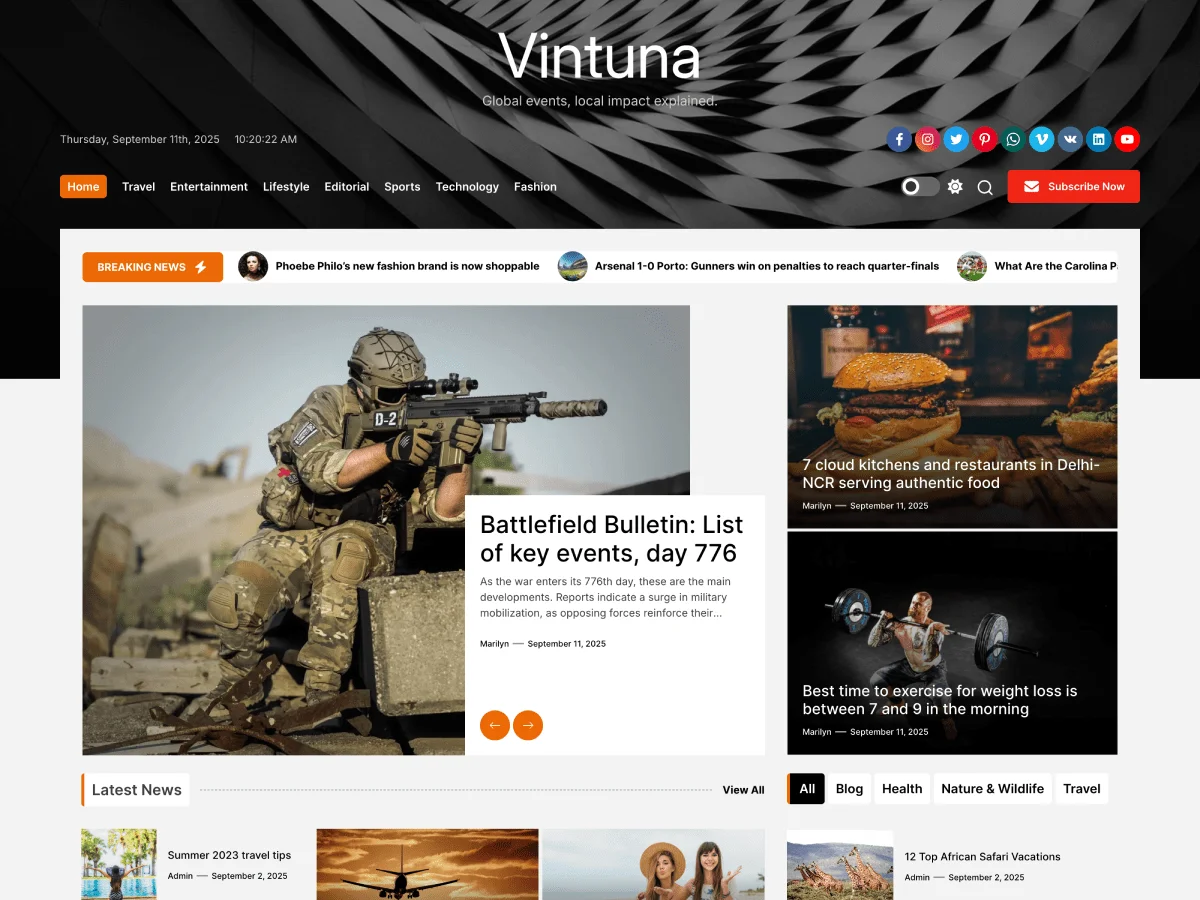 Vintuna
Global events, local impact explained.
Thursday, September 11th, 2025 10:20:22 AM
Home Travel Entertainment Lifestyle Editorial Sports Technology Fashion
Subscribe Now
BREAKING NEWS
Phoebe Philo’s new fashion brand is now shoppable
Arsenal 1-0 Porto: Gunners win on penalties to reach quarter-finals
What Are the Carolina P
D-2
Battlefield Bulletin: List
of key events, day 776
As the war enters its 776th day, these are the main
developments. Reports indicate a surge in military
mobilization, as opposing forces reinforce their...
Marilyn — September 11, 2025
7 cloud kitchens and restaurants in Delhi-
NCR serving authentic food
Marilyn — September 11, 2025
Best time to exercise for weight loss is
between 7 and 9 in the morning
Marilyn — September 11, 2025
Latest News
View All
Summer 2023 travel tips
Admin — September 2, 2025
All Blog Health Nature & Wildlife Travel
12 Top African Safari Vacations
Admin — September 2, 2025